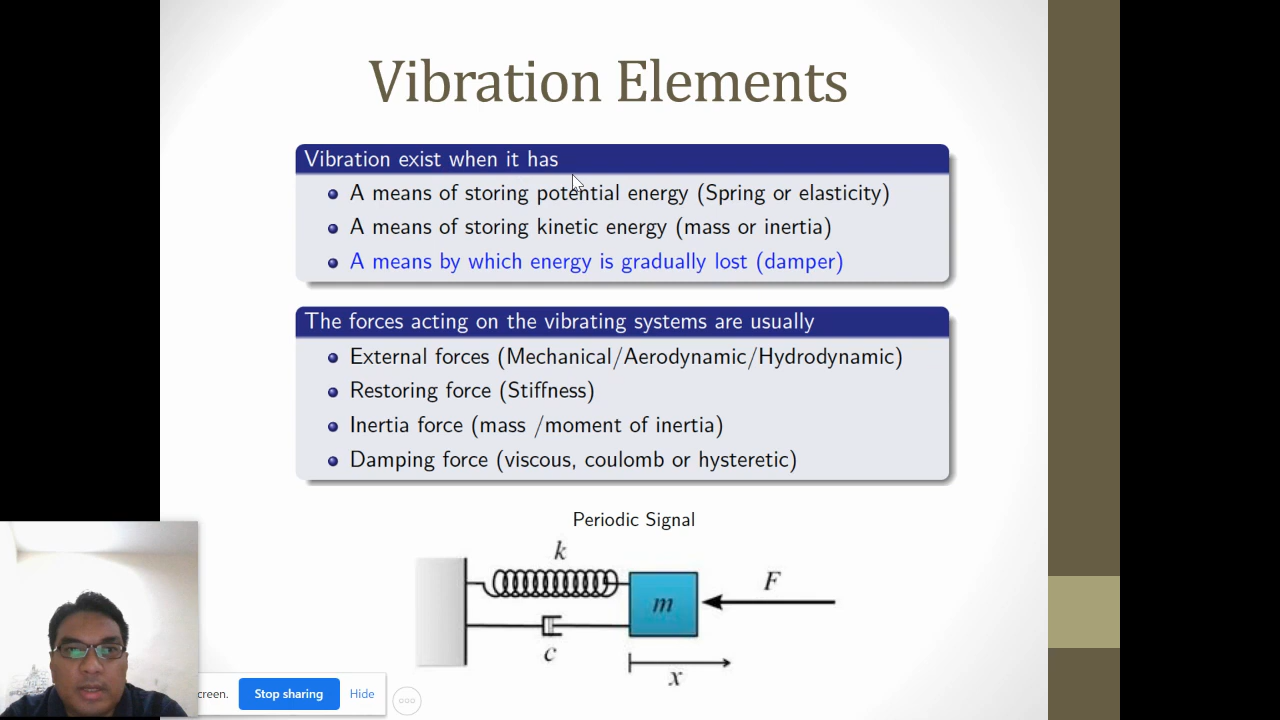 Vibration Elements
Vibration exist when it has
A means of storing potential energy (Spring or elasticity)
A means of storing kinetic energy (mass or inertia)
A means by which energy is gradually lost (damper)
The forces acting on the vibrating systems are usually
External forces (Mechanical/Aerodynamic/Hydrodynamic)
Restoring force (Stiffness)
Inertia force (mass /moment of inertia)
Damping force (viscous, coulomb or hysteretic)
Periodic Signal
k
F
m
c
x
creen.
Stop sharing
Hide